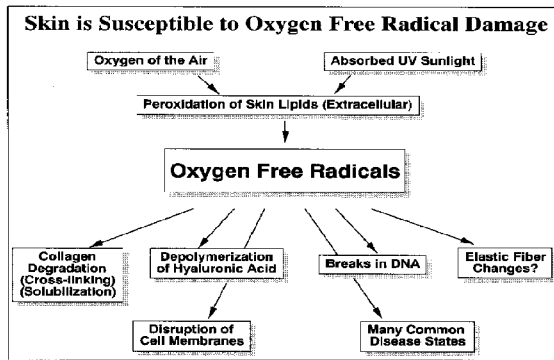 Skin is Susceptible to Oxygen Free Radical Damage
Oxygen of the Air
Absorbed UV Sunlight
Peroxidation of Skin Lipids (Extracellular)
Oxygen Free Radicals
Collagen
Degradation
(Cross-linking)
(Solubilization)
Depolymerization
of Hyaluronic Acid
Breaks in DNA
Elastic Fiber
Changes?
Disruption of
Cell Membranes
Many Common
Disease States